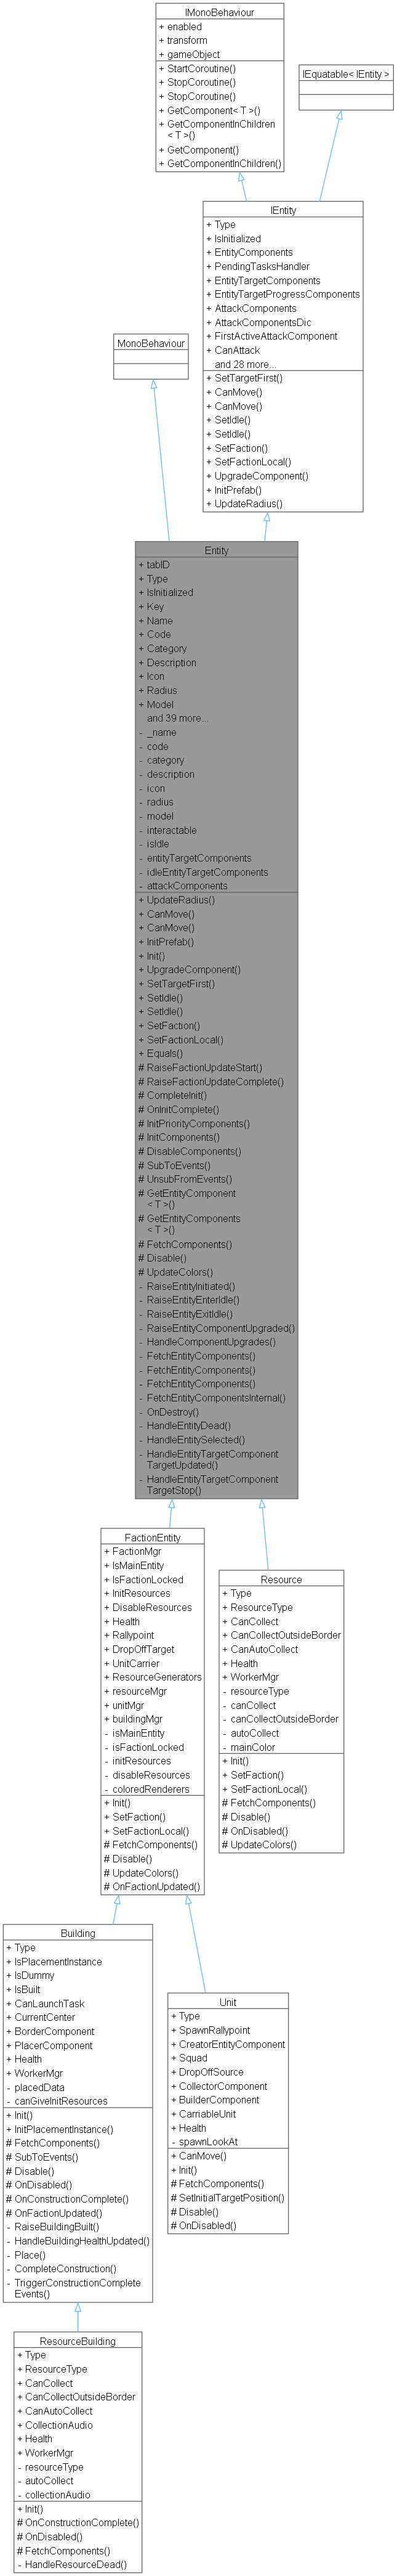 IMonoBehaviour
+ enabled
+ transform
+ gameObject
+ StartCoroutine()
+ StopCoroutine()
+ StopCoroutine()
+ GetComponent< T >()
+ GetComponentInChildren
< T >()
+ GetComponent()
+ GetComponentInChildren()
IEquatable< IEntity >
IEntity
+ Type
+ IsInitialized
+ EntityComponents
+ PendingTasksHandler
+ EntityTargetComponents
+ EntityTargetProgressComponents
+ AttackComponents
+ AttackComponentsDic
+ FirstActiveAttackComponent
+ CanAttack
and 28 more...
+ SetTargetFirst()
+ CanMove()
+ CanMove()
+ SetIdle()
+ SetIdle()
+ SetFaction()
+ SetFactionLocal()
+ UpgradeComponent()
+ InitPrefab()
+ UpdateRadius()
MonoBehaviour
Entity
+ tabID
+ Type
+ IsInitialized
+ Key
+ Name
+ Code
+ Category
+ Description
+ Icon
+ Radius
+ Model
and 39 more...
- _name
- code
- category
- description
- icon
- radius
- model
- interactable
- isIdle
- entityTargetComponents
- idleEntityTargetComponents
- attackComponents
+ UpdateRadius()
+ CanMove()
+ CanMove()
+ InitPrefab()
+ Init()
+ UpgradeComponent()
+ SetTargetFirst()
+ SetIdle()
+ SetIdle()
+ SetFaction()
+ SetFactionLocal()
+ Equals()
# RaiseFactionUpdateStart()
# RaiseFactionUpdateComplete()
# CompleteInit()
# OnInitComplete()
# InitPriorityComponents()
# InitComponents()
# DisableComponents()
# SubToEvents()
# UnsubFromEvents()
# GetEntityComponent
< T >()
# GetEntityComponents
< T >()
# FetchComponents()
# Disable()
# UpdateColors()
- RaiseEntityInitiated()
- RaiseEntityEnterIdle()
- RaiseEntityExitIdle()
- RaiseEntityComponentUpgraded()
- HandleComponentUpgrades()
- FetchEntityComponents()
- FetchEntityComponents()
- FetchEntityComponents()
- FetchEntityComponentsInternal()
- OnDestroy()
- HandleEntityDead()
- HandleEntitySelected()
- HandleEntityTargetComponent
TargetUpdated()
- HandleEntityTargetComponent
TargetStop()
FactionEntity
+ FactionMgr
+ IsMainEntity
+ IsFactionLocked
+ InitResources
+ DisableResources
+ Health
+ Rallypoint
+ DropOffTarget
+ UnitCarrier
+ ResourceGenerators
+ resourceMgr
+ unitMgr
+ buildingMgr
- isMainEntity
- isFactionLocked
- initResources
- disableResources
- coloredRenderers
+ Init()
+ SetFaction()
+ SetFactionLocal()
# FetchComponents()
# Disable()
# UpdateColors()
# OnFactionUpdated()
Resource
+ Type
+ ResourceType
+ CanCollect
+ CanCollectOutsideBorder
+ CanAutoCollect
+ Health
+ WorkerMgr
- resourceType
- canCollect
- canCollectOutsideBorder
- autoCollect
- mainColor
+ Init()
+ SetFaction()
+ SetFactionLocal()
# FetchComponents()
# Disable()
# OnDisabled()
# UpdateColors()
Building
+ Type
+ IsPlacementInstance
+ IsDummy
+ IsBuilt
+ CanLaunchTask
+ CurrentCenter
+ BorderComponent
+ PlacerComponent
+ Health
+ WorkerMgr
- placedData
- canGiveInitResources
+ Init()
+ InitPlacementInstance()
# FetchComponents()
# SubToEvents()
# Disable()
# OnDisabled()
# OnConstructionComplete()
# OnFactionUpdated()
- RaiseBuildingBuilt()
- HandleBuildingHealthUpdated()
- Place()
- CompleteConstruction()
- TriggerConstructionComplete
Events()
Unit
+ Type
+ SpawnRallypoint
+ CreatorEntityComponent
+ Squad
+ DropOffSource
+ CollectorComponent
+ BuilderComponent
+ CarriableUnit
+ Health
- spawnLookAt
+ CanMove()
+ Init()
# FetchComponents()
# SetInitialTargetPosition()
# Disable()
# OnDisabled()
ResourceBuilding
+ Type
+ ResourceType
+ CanCollect
+ CanCollectOutsideBorder
+ CanAutoCollect
+ CollectionAudio
+ Health
+ WorkerMgr
- resourceType
- autoCollect
- collectionAudio
+ Init()
# OnConstructionComplete()
# OnDisabled()
# FetchComponents()
- HandleResourceDead()